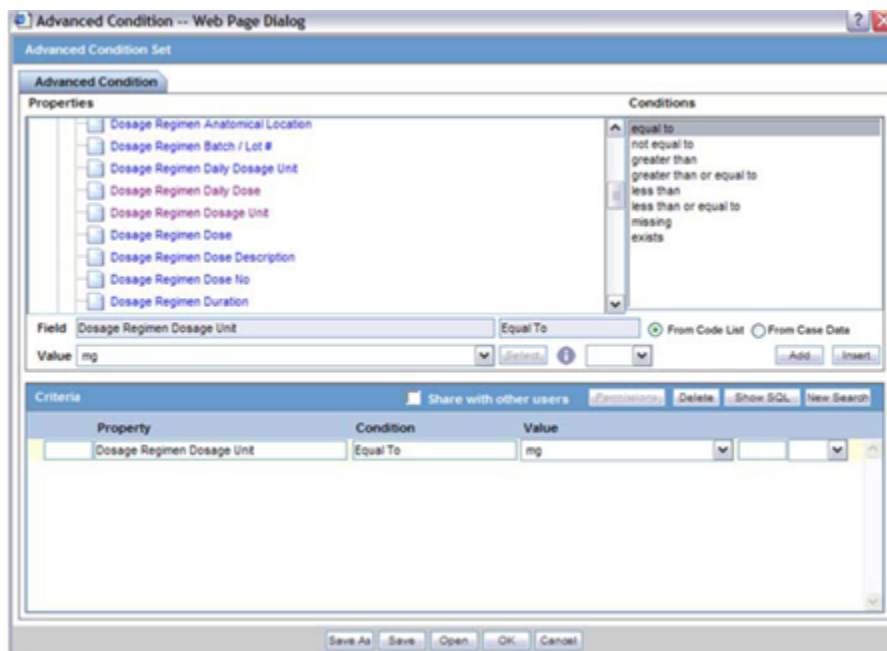 Advanced Condition -- Web Page Dialog
Advanced Condition Set
Advanced Condition
Properties Conditions
Dosage Regimen Anatomical Location
Dosage Regimen Batch / Lot #
Dosage Regimen Daily Dosage Unit
Dosage Regimen Daily Dose
Dosage Regimen Dosage Unit
Dosage Regimen Dose
Dosage Regimen Dose Description
Dosage Regimen Dose No
Dosage Regimen Duration
equal to
not equal to
greater than
greater than or equal to
less than
less than or equal to
missing
exists
Field Dosage Regimen Dosage Unit Equal To From Code List From Case Data
Value mg Select Add Insert
Criteria Share with other users Permissions Delete Show SQL New Search
Property Condition Value
Dosage Regimen Dosage Unit Equal To mg
Save As Save Open OK Cancel